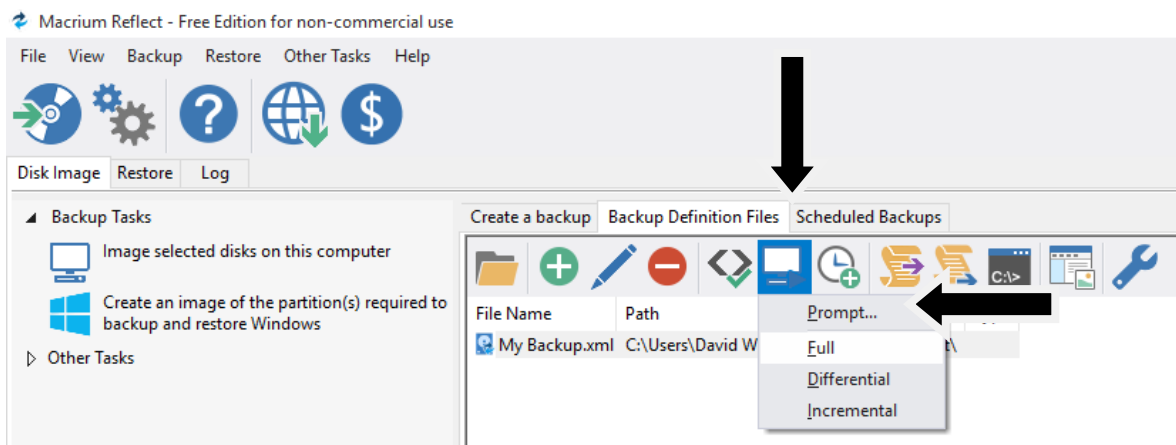 Macrium Reflect - Free Edition for non-commercial use
File View Backup Restore Other Tasks Help
? $
Disk Image Restore Log
Backup Tasks
Image selected disks on this computer
Create an image of the partition(s) required to
backup and restore Windows
Other Tasks
Create a backup Backup Definition Files Scheduled Backups
C:\>
File Name Path
My Backup.xml C:\Users\David W
Prompt...
Full
Differential
Incremental